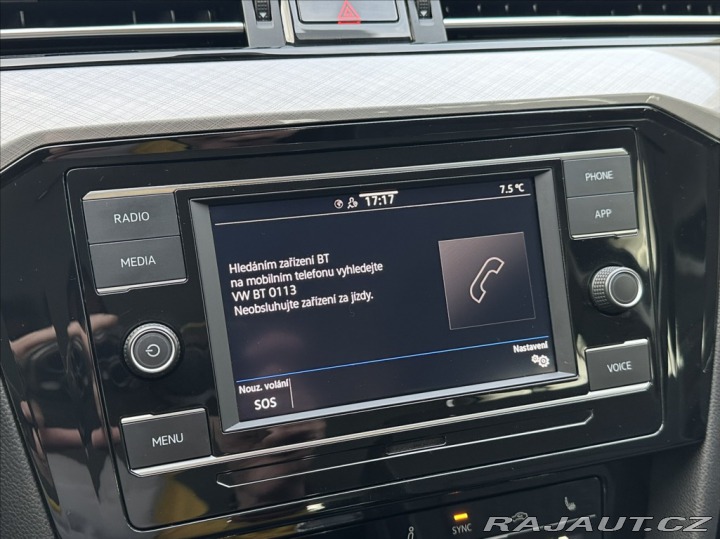 17:17
7.5 °C
RADIO
MEDIA
MENU
Hledáním zařízení BT
na mobilním telefonu vyhledejte
VW BT 0113
Neobsluhujte zařízení za jízdy.
Nouz. volání
SOS
Nastavení
PHONE
APP
VOICE
SYNC
RAJAUT.CZ